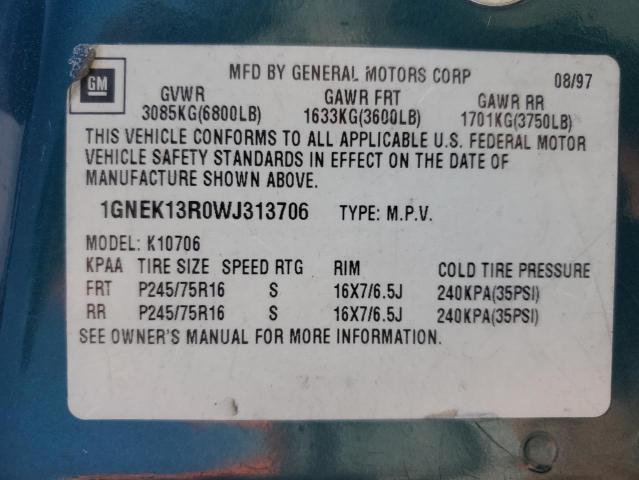 GM
MFD BY GENERAL MOTORS CORP 08/97
GVWR GAWR FRT GAWR RR
3085KG(6800LB) 1633KG(3600LB) 1701KG(3750LB)
THIS VEHICLE CONFORMS TO ALL APPLICABLE U.S. FEDERAL MOTOR
VEHICLE SAFETY STANDARDS IN EFFECT ON THE DATE OF
MANUFACTURE SHOWN ABOVE.
1GNEK13R0WJ313706 TYPE: M.P.V.
MODEL: K10706
KPAA TIRE SIZE SPEED RTG RIM COLD TIRE PRESSURE
FRT P245/75R16 S 16X7/6.5J 240KPA(35PSI)
RR P245/75R16 S 16X7/6.5J 240KPA(35PSI)
SEE OWNER'S MANUAL FOR MORE INFORMATION.